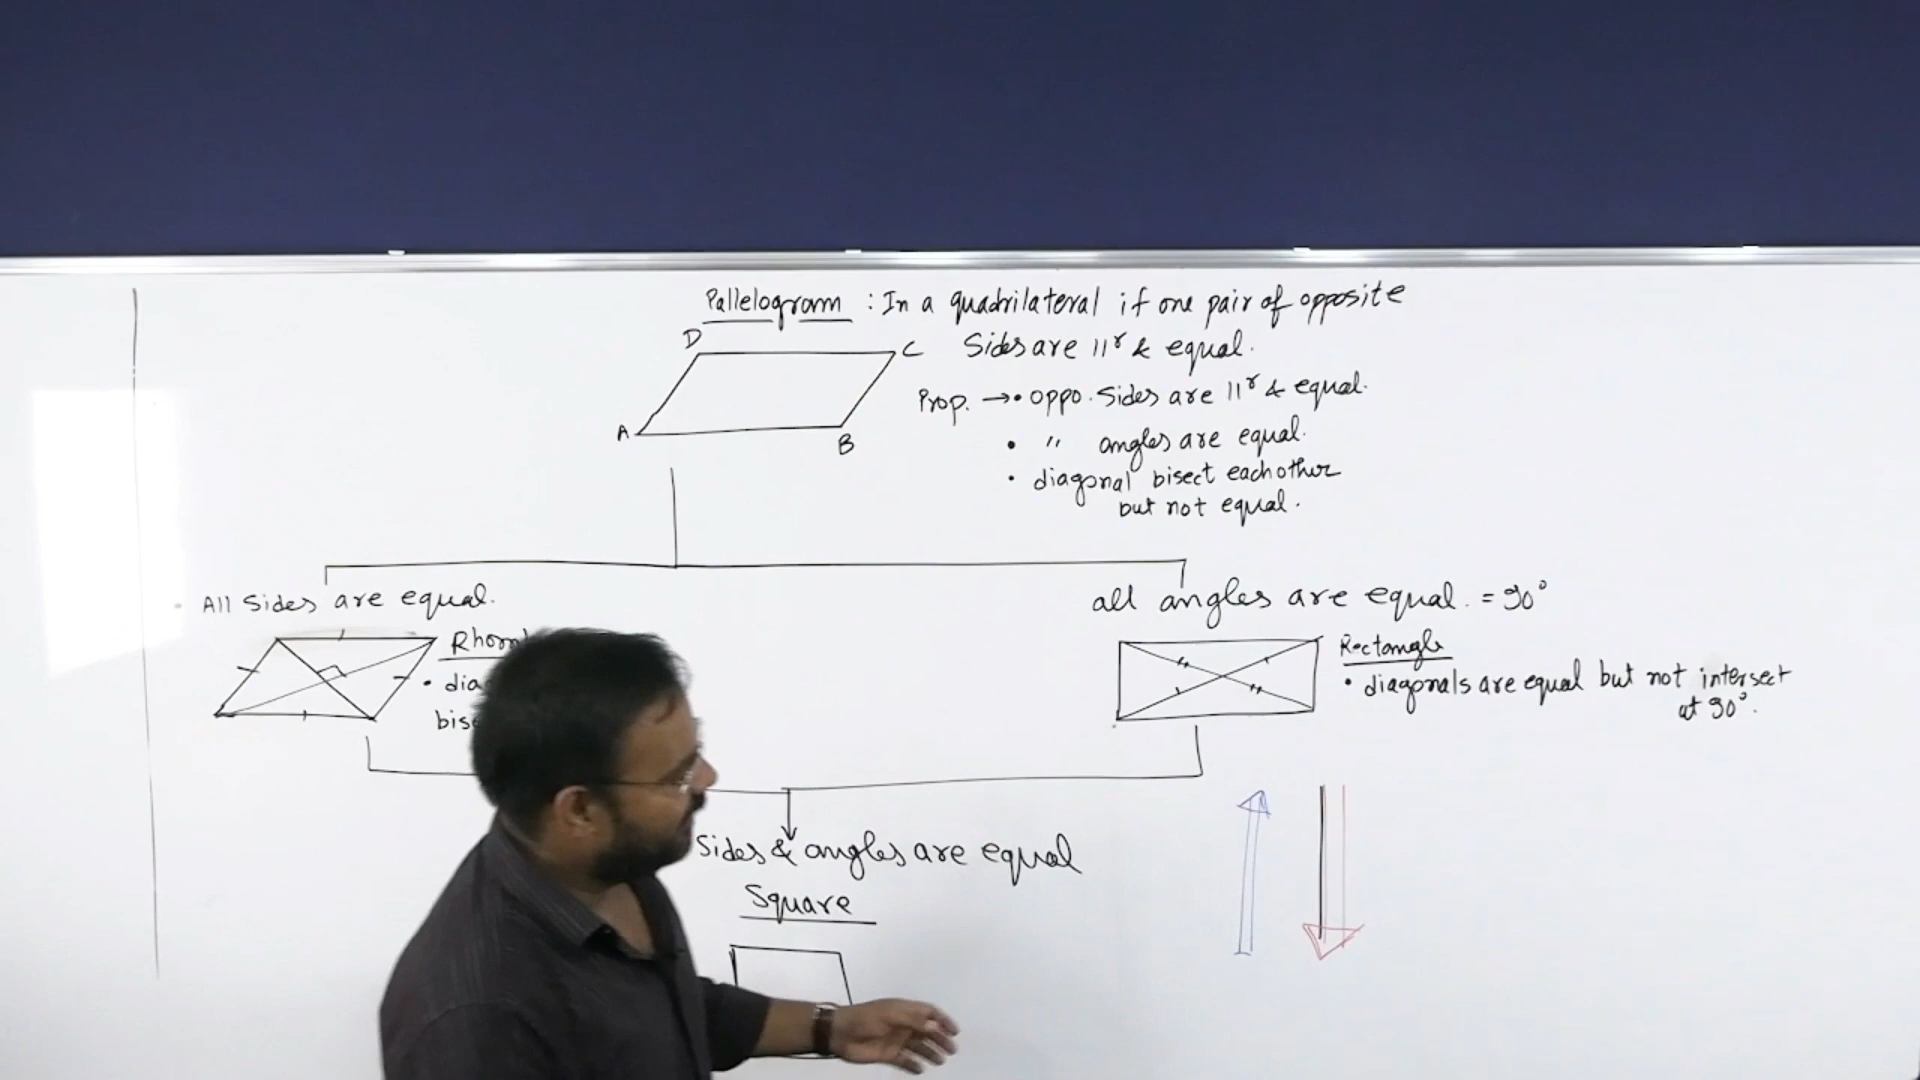 Pallelogram : In a quadrilateral if one pair of opposite
Sides are ||r & equal.
D
C
A
B
Prop. → • oppo. Sides are ||r & equal.
• " angles are equal.
• diagonal bisect each other
but not equal.
All Sides are equal.
all angles are equal. = 90°
Rectangle
• diagonals are equal but not intersect
at 90°.
Sides & angles are equal
Square